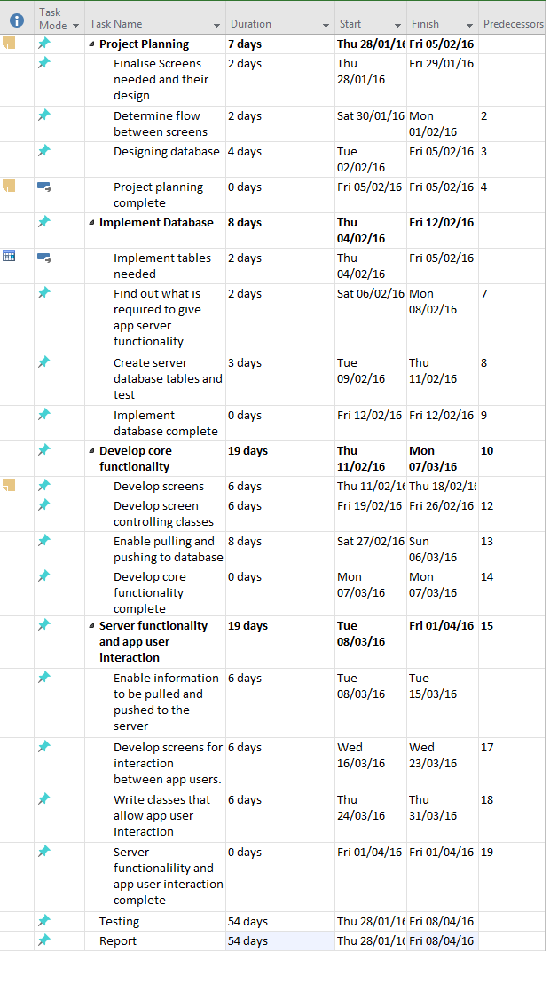 Task Mode Task Name Duration Start Finish Predecessors
Project Planning 7 days Thu 28/01/16 Fri 05/02/16
Finalise Screens needed and their design 2 days Thu 28/01/16 Fri 29/01/16
Determine flow between screens 2 days Sat 30/01/16 Mon 01/02/16 2
Designing database 4 days Tue 02/02/16 Fri 05/02/16 3
Project planning complete 0 days Fri 05/02/16 Fri 05/02/16 4
Implement Database 8 days Thu 04/02/16 Fri 12/02/16
Implement tables needed 2 days Thu 04/02/16 Fri 05/02/16
Find out what is required to give app server functionality 2 days Sat 06/02/16 Mon 08/02/16 7
Create server database tables and test 3 days Tue 09/02/16 Thu 11/02/16 8
Implement database complete 0 days Fri 12/02/16 Fri 12/02/16 9
Develop core functionality 19 days Thu 11/02/16 Mon 07/03/16 10
Develop screens 6 days Thu 11/02/16 Thu 18/02/16
Develop screen controlling classes 6 days Fri 19/02/16 Fri 26/02/16 12
Enable pulling and pushing to database 8 days Sat 27/02/16 Sun 06/03/16 13
Develop core functionality complete 0 days Mon 07/03/16 Mon 07/03/16 14
Server functionality and app user interaction 19 days Tue 08/03/16 Fri 01/04/16 15
Enable information to be pulled and pushed to the server 6 days Tue 08/03/16 Tue 15/03/16
Develop screens for interaction between app users. 6 days Wed 16/03/16 Wed 23/03/16 17
Write classes that allow app user interaction 6 days Thu 24/03/16 Thu 31/03/16 18
Server functionalility and app user interaction complete 0 days Fri 01/04/16 Fri 01/04/16 19
Testing 54 days Thu 28/01/16 Fri 08/04/16
Report 54 days Thu 28/01/16 Fri 08/04/16